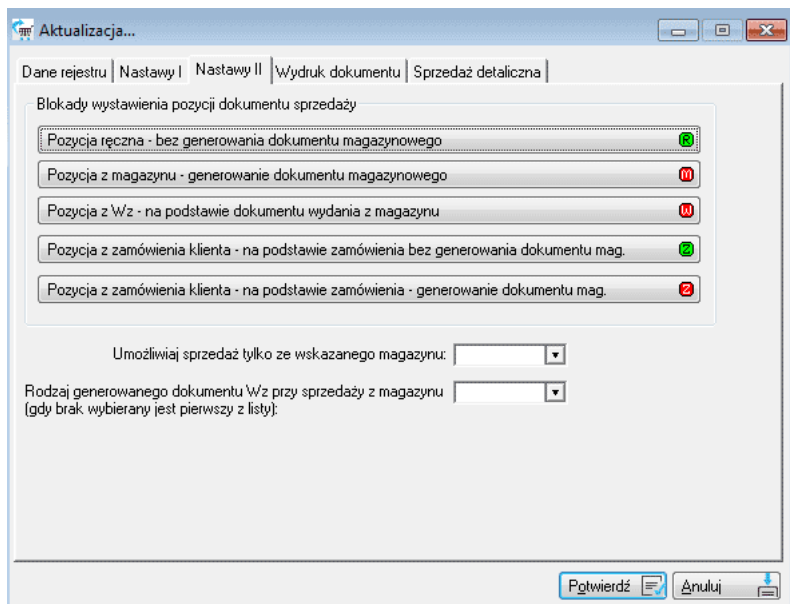 Aktualizacja...
Dane rejestru Nastawy I Nastawy II Wydruk dokumentu Sprzedaż detaliczna
Blokady wystawienia pozycji dokumentu sprzedaży
Pozycja ręczna - bez generowania dokumentu magazynowego R
Pozycja z magazynu - generowanie dokumentu magazynowego M
Pozycja z Wz - na podstawie dokumentu wydania z magazynu W
Pozycja z zamówienia klienta - na podstawie zamówienia bez generowania dokumentu mag. Z
Pozycja z zamówienia klienta - na podstawie zamówienia - generowanie dokumentu mag. Z
Umożliwiaj sprzedaż tylko ze wskazanego magazynu:
Rodzaj generowanego dokumentu Wz przy sprzedaży z magazynu
(gdy brak wybierany jest pierwszy z listy):
Potwierdź Anuluj